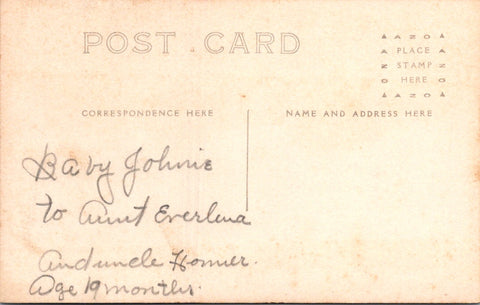 POST CARD
AZO
PLACE
STAMP
HERE
AZO
CORRESPONDENCE HERE
NAME AND ADDRESS HERE
Baby Johnie
to Aunt Everlena
And uncle Homer.
Age 19 months.